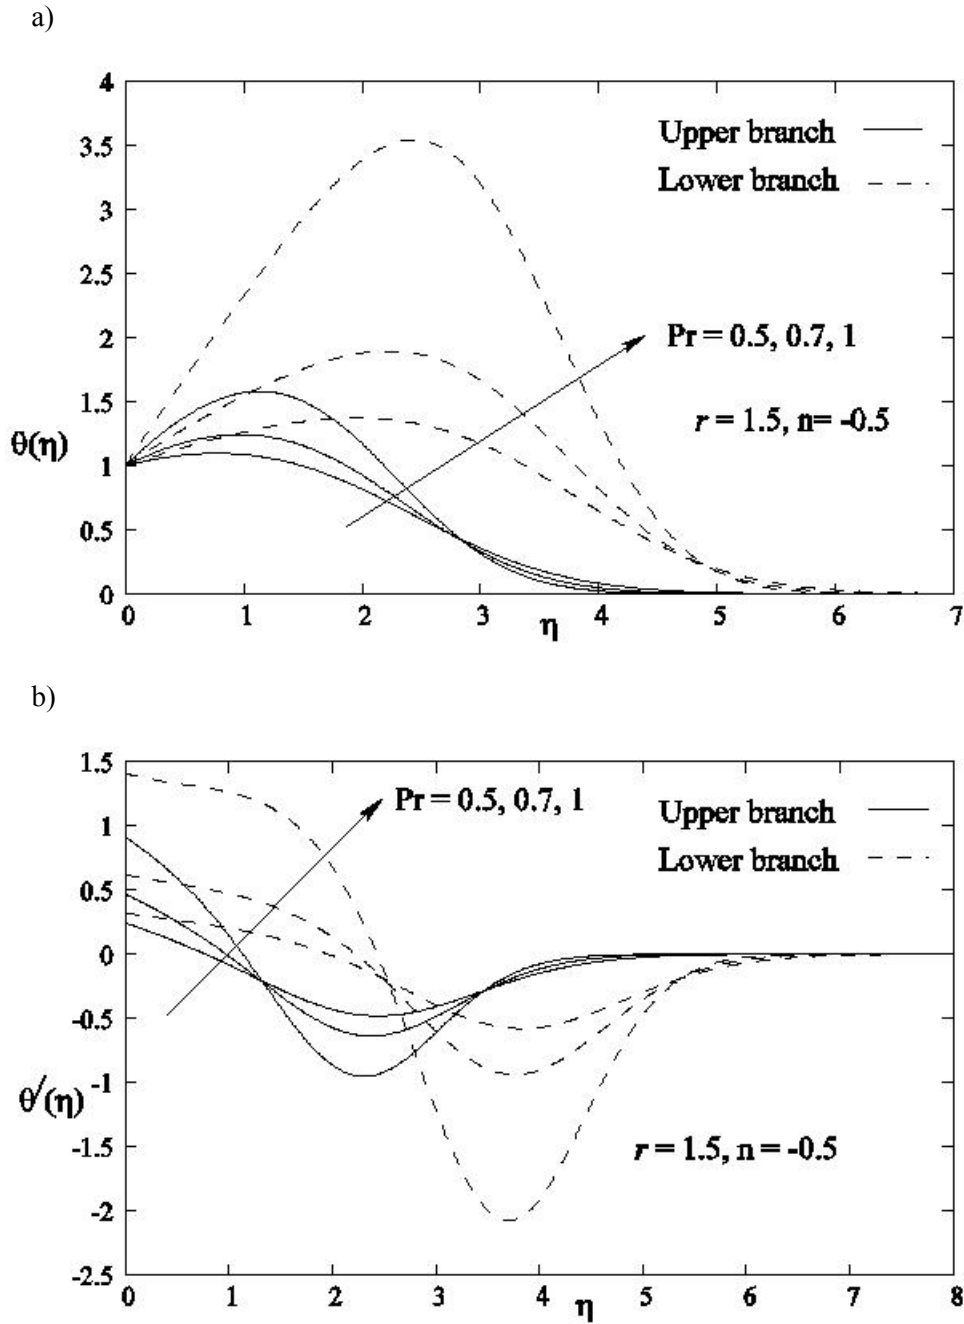 a)
4
3.5
3
2.5
2
1.5
1
0.5
0
θ(η)
Upper branch
Lower branch
Pr = 0.5, 0.7, 1
r = 1.5, n= -0.5
0 1 2 3 4 5 6 7
η
b)
1.5
1
0.5
0
-0.5
-1
-1.5
-2
-2.5
θ′(η)
Pr = 0.5, 0.7, 1
Upper branch
Lower branch
r = 1.5, n = -0.5
0 1 2 3 4 5 6 7 8
η